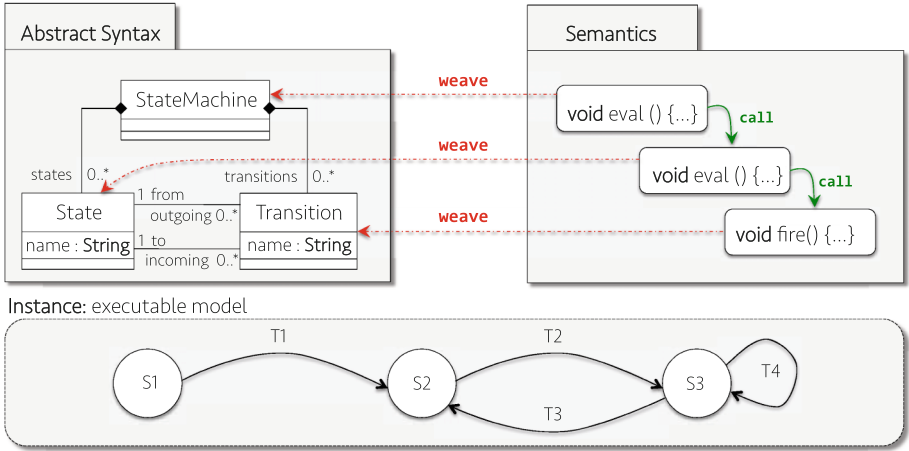 Abstract Syntax
Semantics
StateMachine
weave
void eval () {...}
call
weave
void eval () {...}
call
states 0..*
transitions 0..*
State
1 from
outgoing 0..*
Transition
weave
void fire() {...}
name : String
1 to
incoming 0..*
name : String
Instance: executable model
T1
T2
S1
S2
S3
T4
T3